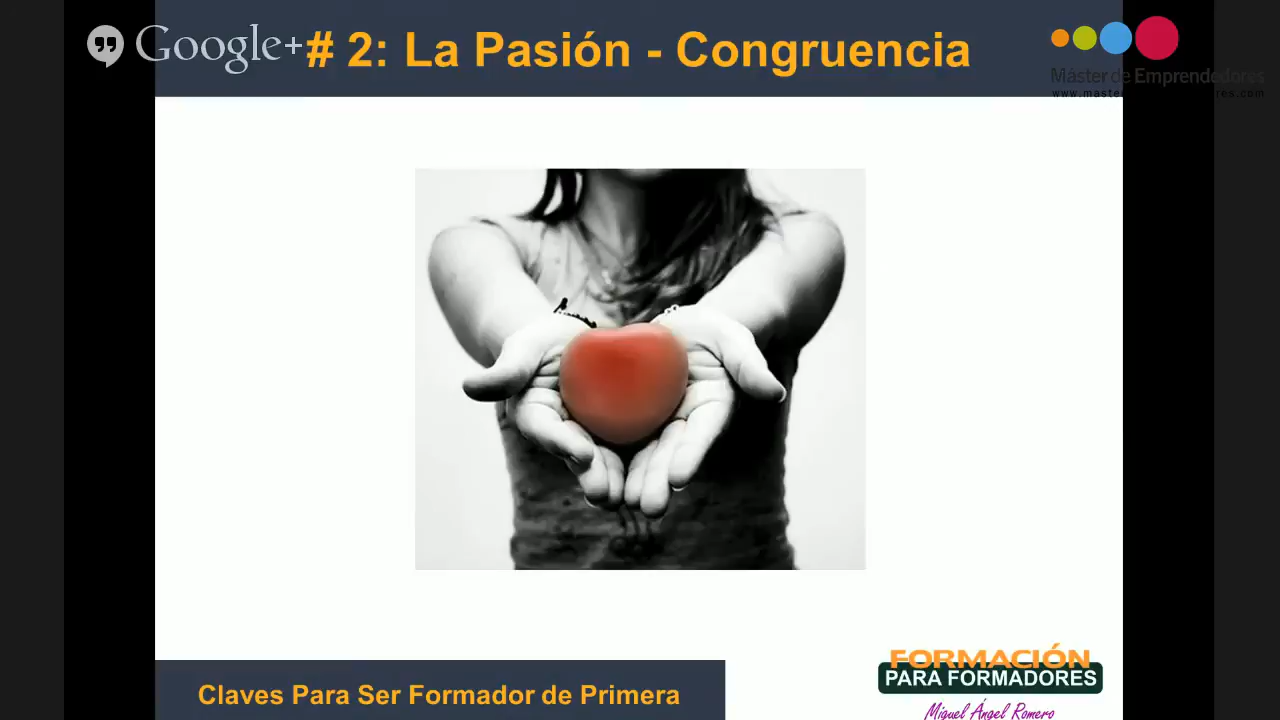 Google+
# 2: La Pasión - Congruencia
Máster de Emprendedores
Claves Para Ser Formador de Primera
FORMACIÓN
PARA FORMADORES
Miguel Ángel Romero